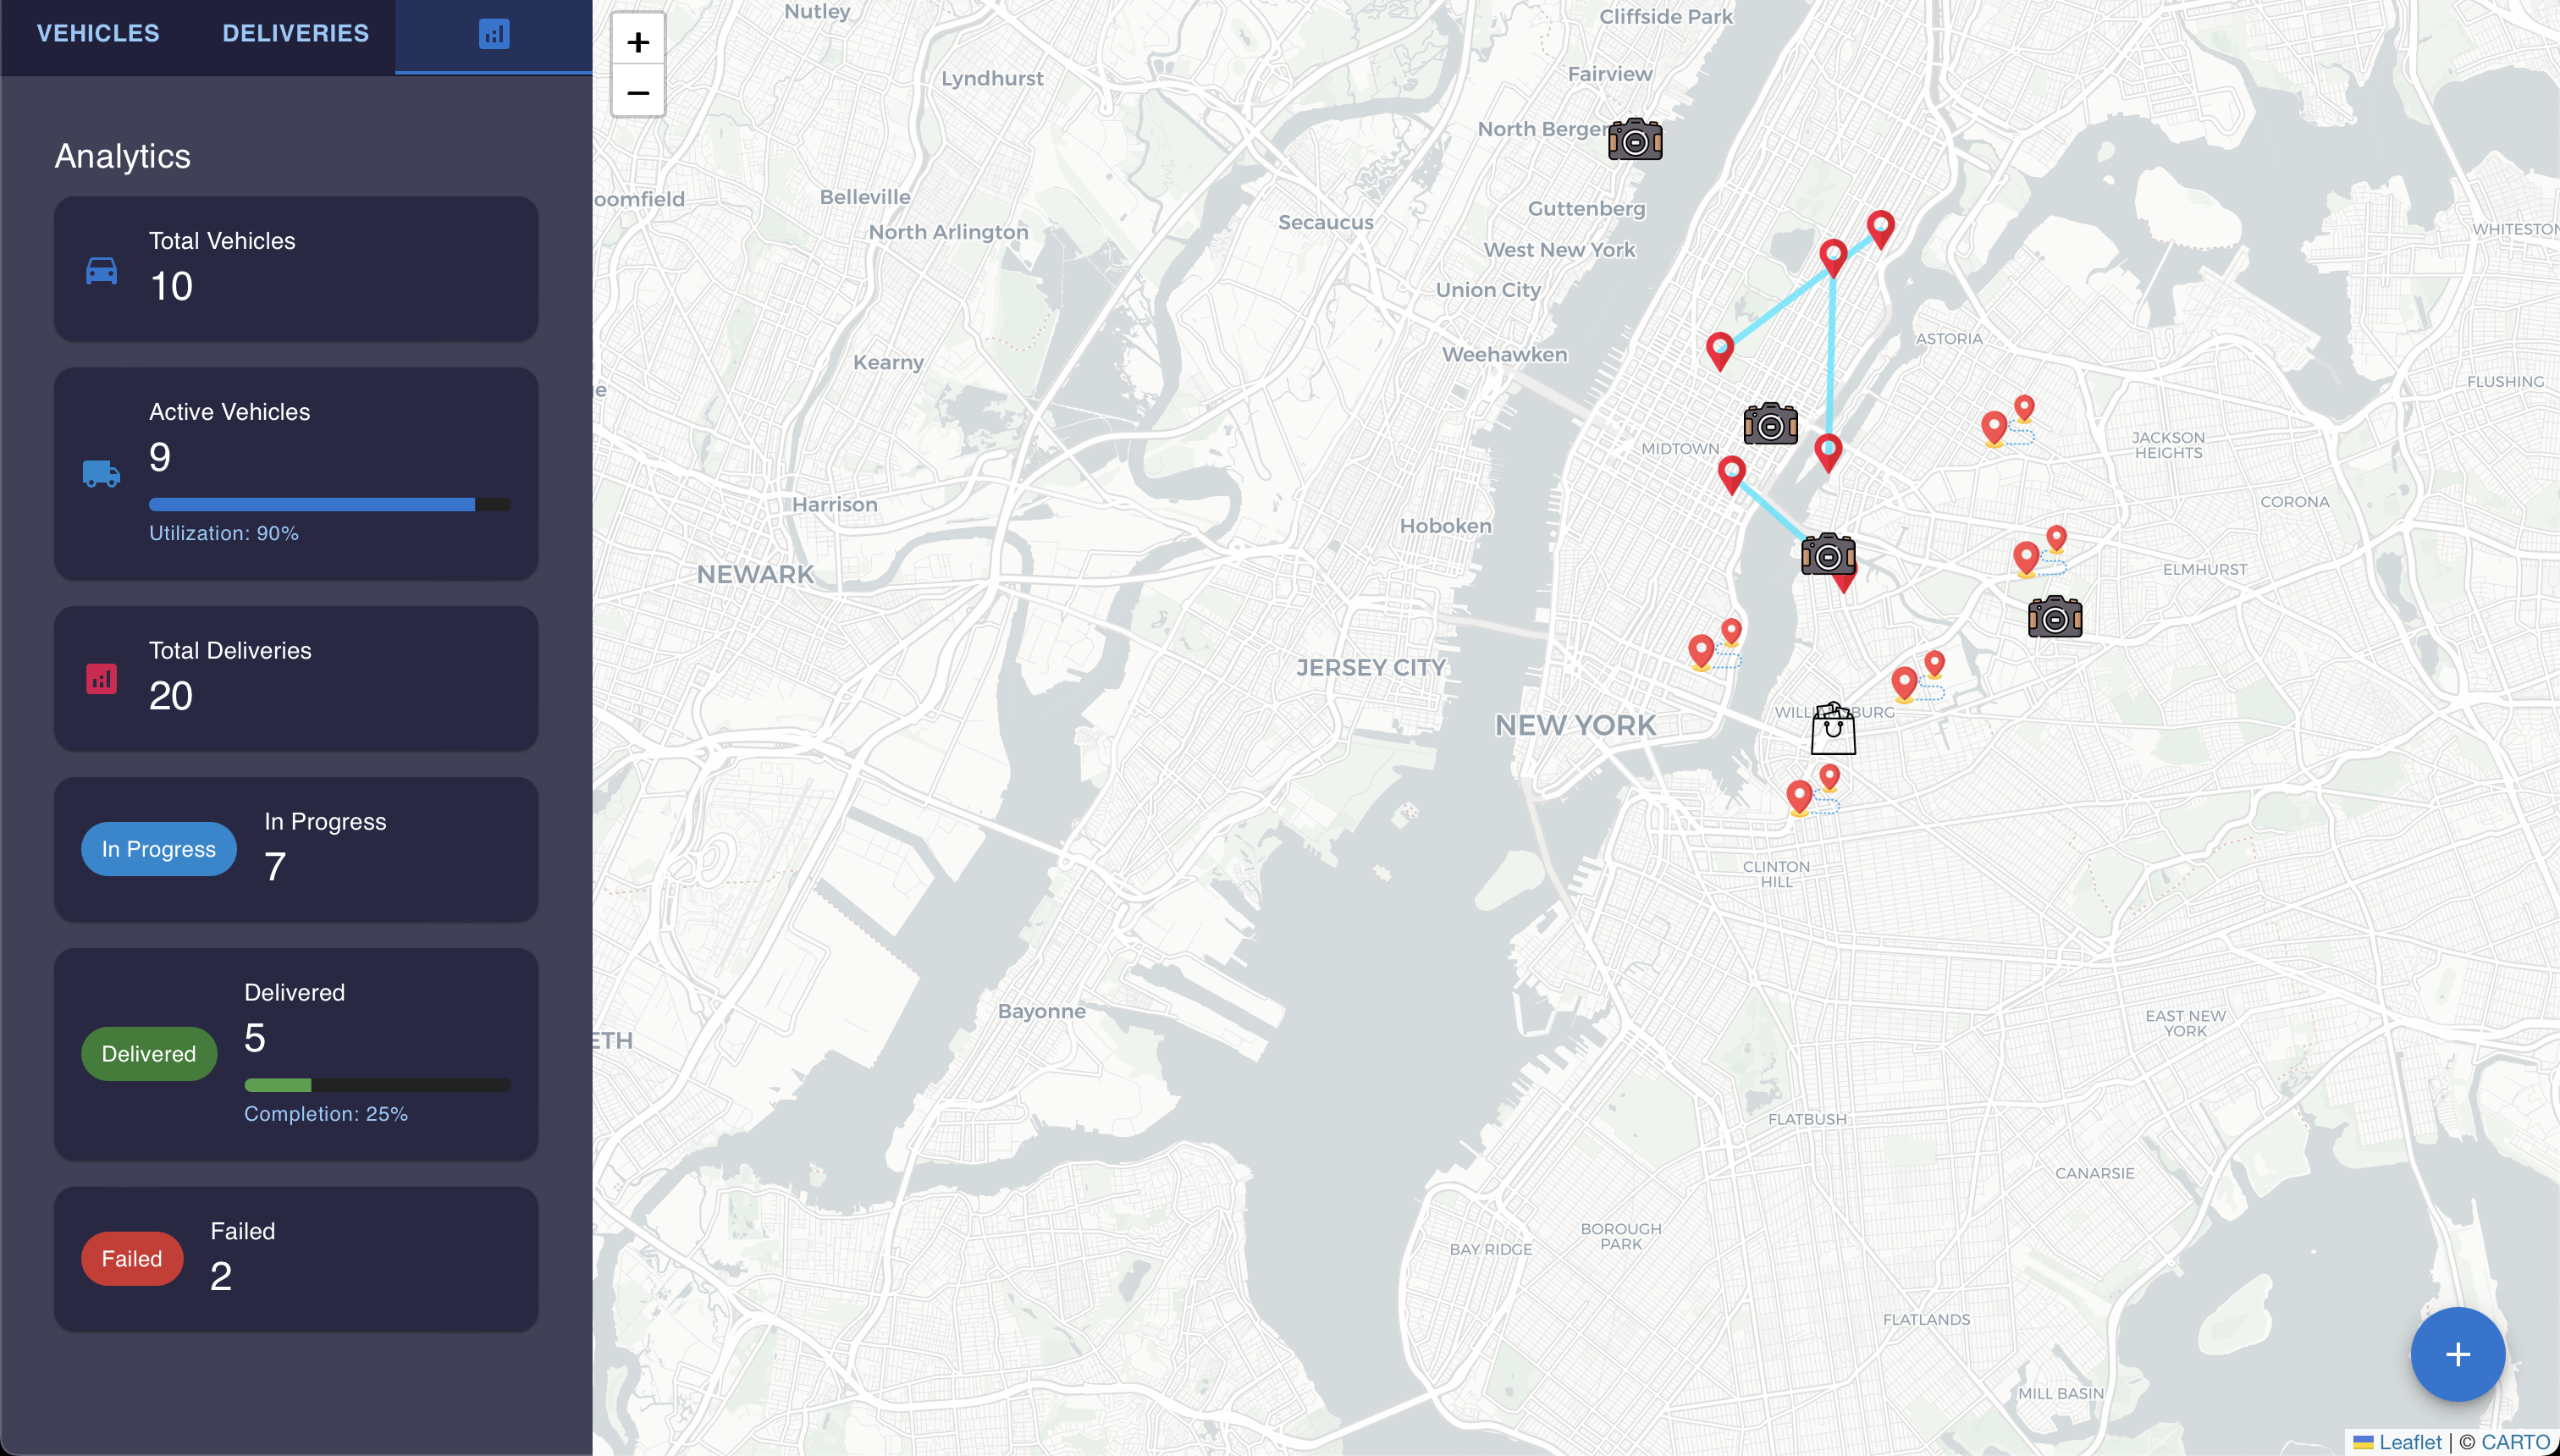 VEHICLES
DELIVERIES
Analytics
Total Vehicles
10
Active Vehicles
9
Utilization: 90%
Total Deliveries
20
In Progress
In Progress
7
Delivered
Delivered
5
Completion: 25%
Failed
Failed
2
+
−
Nutley
Cliffside Park
Lyndhurst
Fairview
North Berge
Belleville
oomfield
Guttenberg
North Arlington
Secaucus
WHITESTON
West New York
Union City
ASTORIA
Weehawken
Kearny
FLUSHING
e
JACKSON
HEIGHTS
MIDTOWN
CORONA
Harrison
Hoboken
ELMHURST
NEWARK
JERSEY CITY
WILLI
BURG
NEW YORK
CLINTON
HILL
Bayonne
EAST NEW
YORK
ETH
FLATBUSH
CANARSIE
BOROUGH
PARK
BAY RIDGE
FLATLANDS
+
MILL BASIN
Leaflet | © CARTO